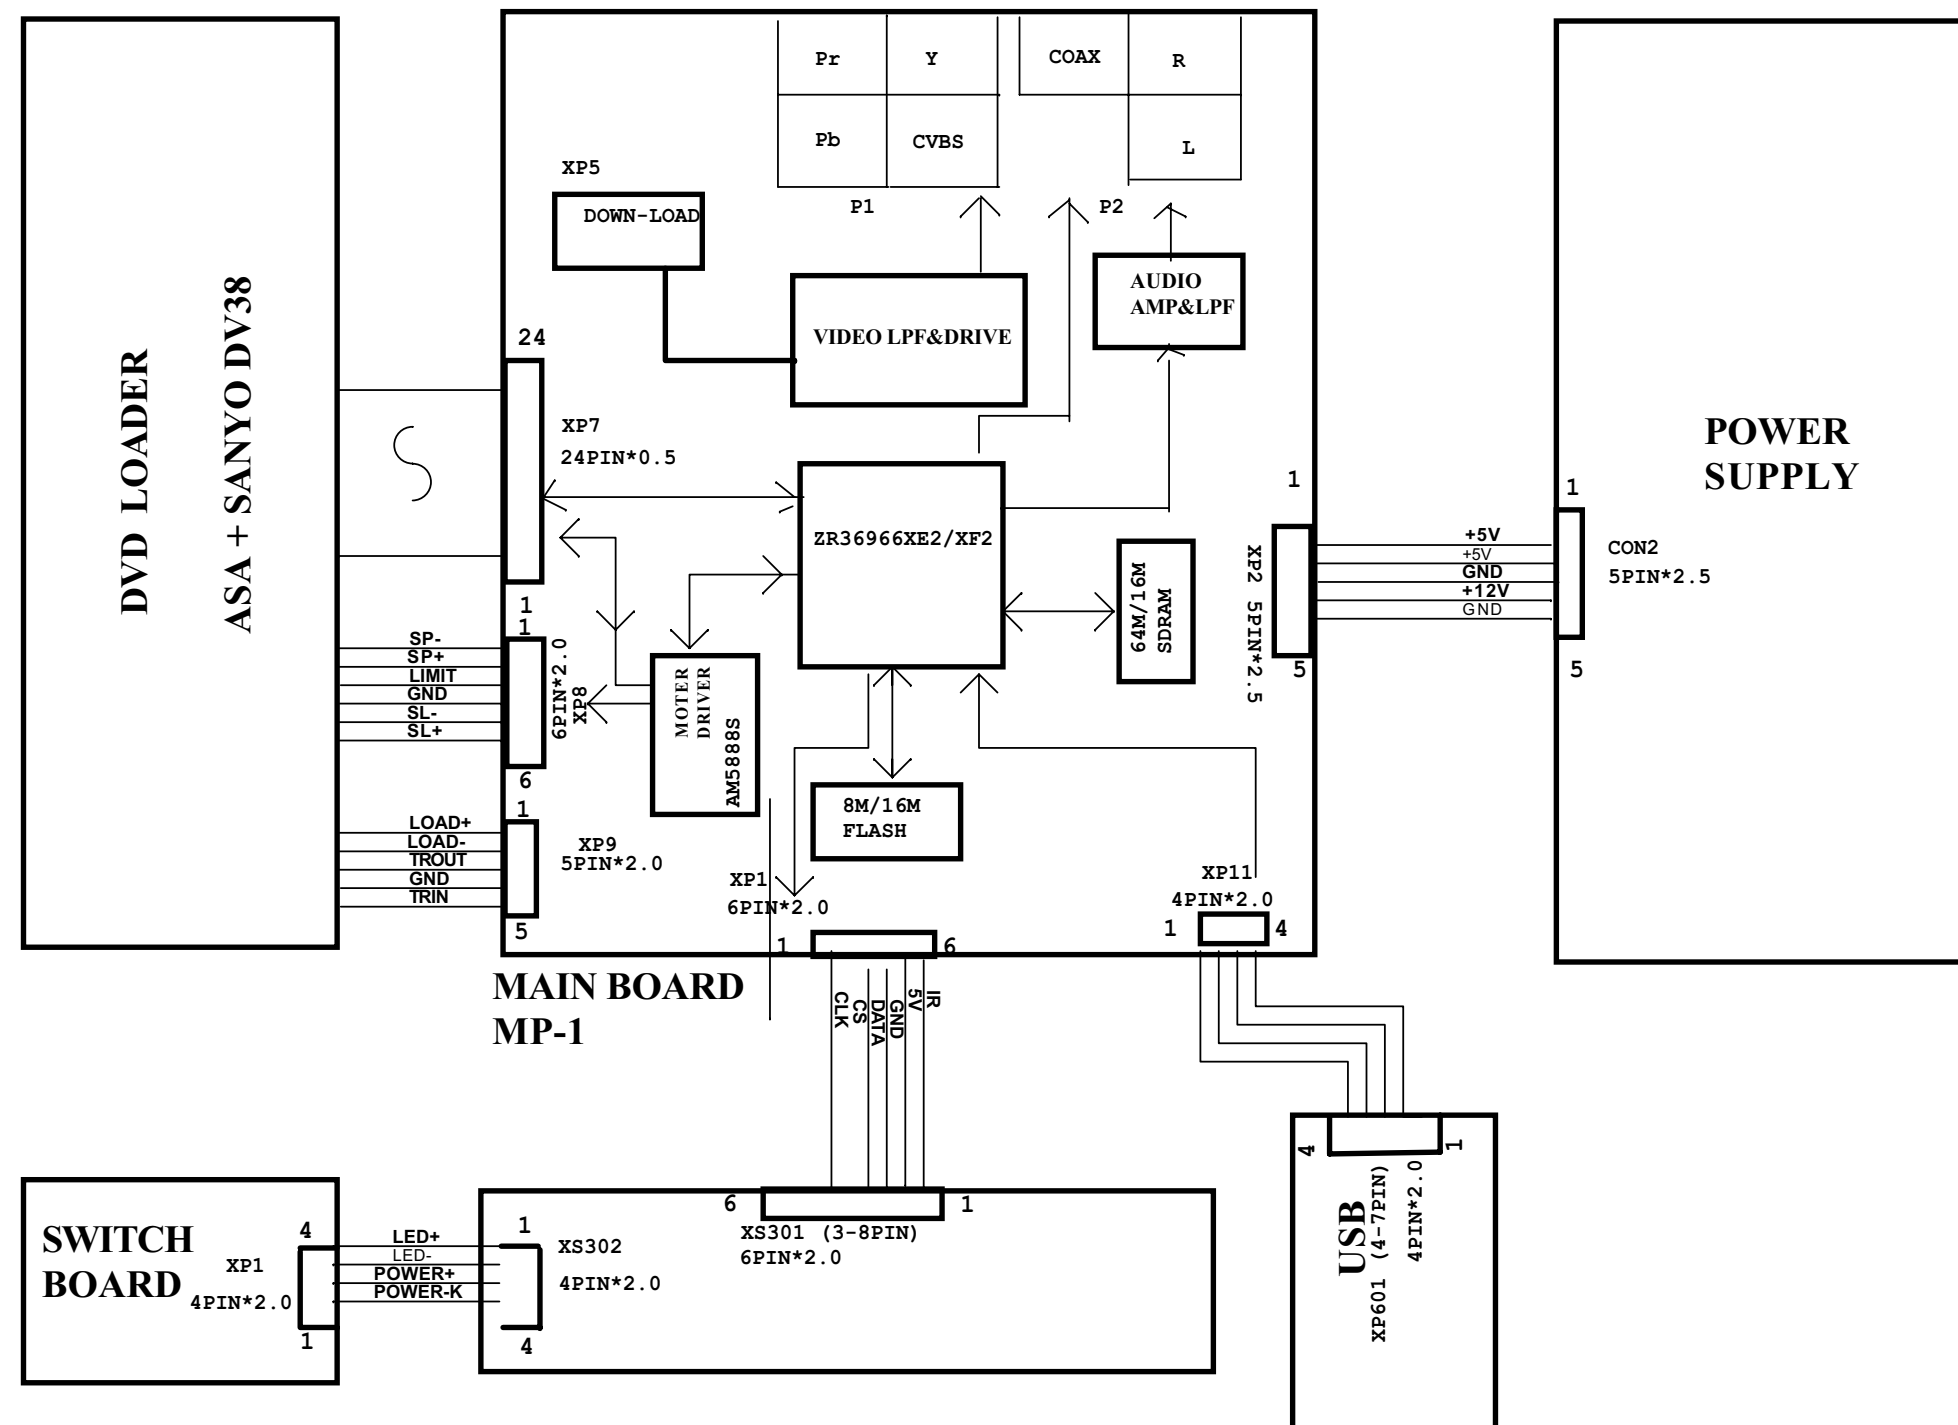 Pr
Y
COAX
R
Pb
CVBS
L
P1
P2
XP5
DOWN-LOAD
VIDEO LPF&DRIVE
AUDIO
AMP&LPF
DVD LOADER
ASA + SANYO DV38
24
XP7
24PIN*0.5
1
ZR36966XE2/XF2
64M/16M
SDRAM
1
XP2 5PIN*2.5
5
+5V
+5V
GND
+12V
GND
1
CON2
5PIN*2.5
5
POWER
SUPPLY
1
SP-
SP+
LIMIT
GND
SL-
SL+
6PIN*2.0
XP8
6
MOTER
DRIVER
AM5888S
8M/16M
FLASH
1
LOAD+
LOAD-
TROUT
GND
TRIN
XP9
5PIN*2.0
5
XP1
6PIN*2.0
1
6
XP11
4PIN*2.0
1
4
MAIN BOARD
MP-1
IR
5V
GND
DATA
CS
CLK
SWITCH
BOARD
XP1
4PIN*2.0
4
1
LED+
LED-
POWER+
POWER-K
1
XS302
4PIN*2.0
4
6
1
XS301 (3-8PIN)
6PIN*2.0
4
1
USB
XP601 (4-7PIN)
4PIN*2.0